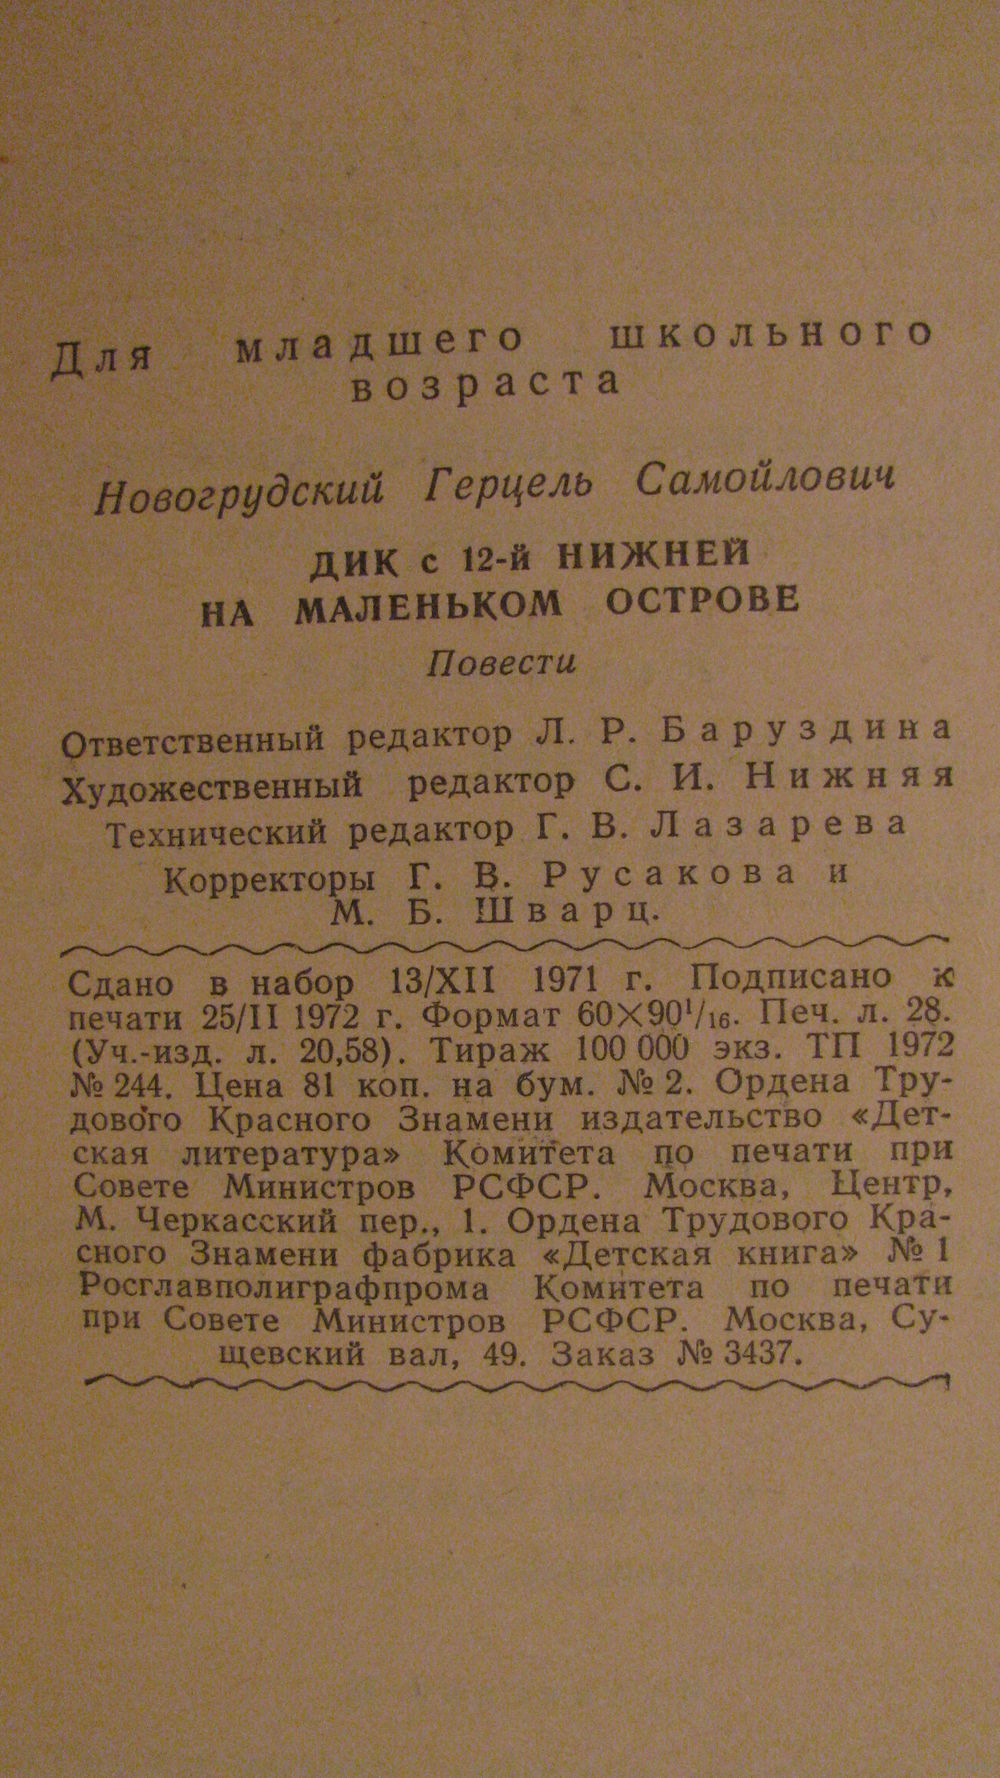 Для младшего школьного
возраста
Новогрудский Герцель Самойлович
ДИК с 12-й НИЖНЕЙ
НА МАЛЕНЬКОМ ОСТРОВЕ
Повести
Ответственный редактор Л. Р. Баруздина
Художественный редактор С. И. Нижняя
Технический редактор Г. В. Лазарева
Корректоры Г. В. Русакова и
М. Б. Шварц.
Сдано в набор 13/XII 1971 г. Подписано к
печати 25/II 1972 г. Формат 60×90¹/₁₆. Печ. л. 28.
(Уч.-изд. л. 20,58). Тираж 100 000 экз. ТП 1972
№ 244. Цена 81 коп. на бум. № 2. Ордена Тру-
дового Красного Знамени издательство «Дет-
ская литература» Комитета по печати при
Совете Министров РСФСР. Москва, Центр,
М. Черкасский пер., 1. Ордена Трудового Кра-
сного Знамени фабрика «Детская книга» № 1
Росглавполиграфпрома Комитета по печати
при Совете Министров РСФСР. Москва, Су-
щевский вал, 49. Заказ № 3437.